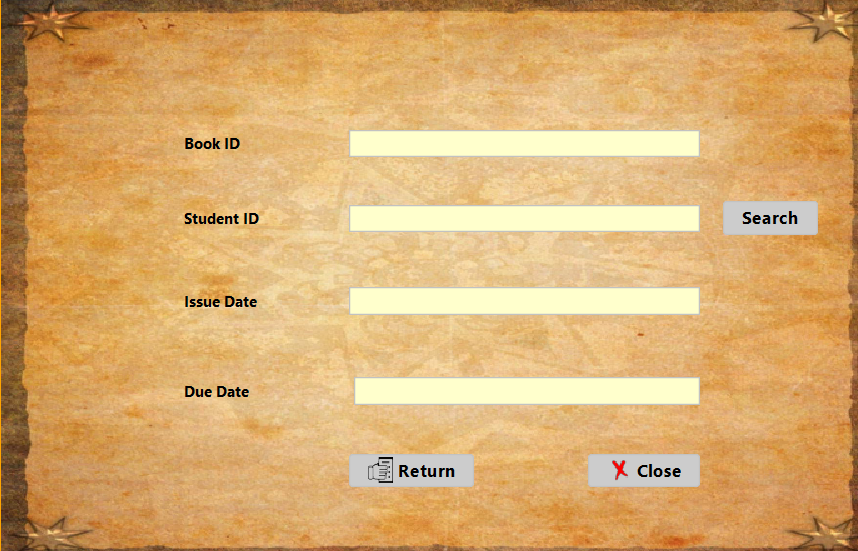 Book ID
Student ID
Search
Issue Date
Due Date
Return
Close